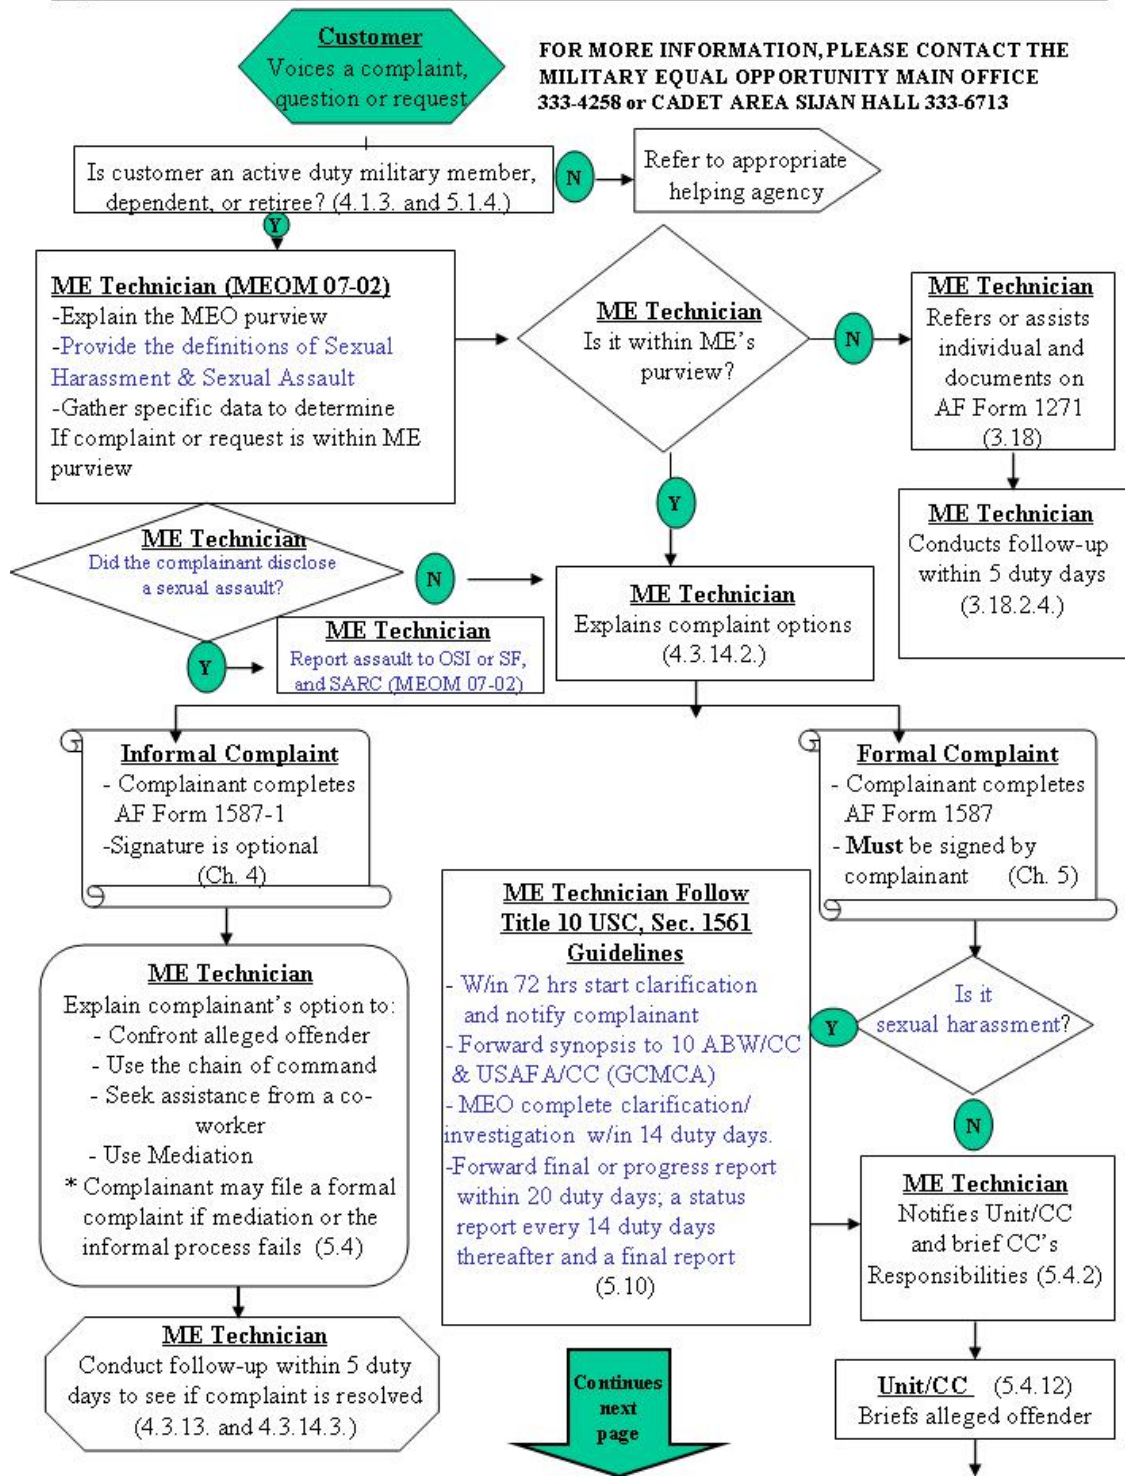 Customer
Voices a complaint,
question or request
FOR MORE INFORMATION, PLEASE CONTACT THE
MILITARY EQUAL OPPORTUNITY MAIN OFFICE
333-4258 or CADET AREA SIJAN HALL 333-6713
Is customer an active duty military member,
dependent, or retiree? (4.1.3. and 5.1.4.)
N
Refer to appropriate
helping agency
Y
ME Technician (MEOM 07-02)
-Explain the MEO purview
-Provide the definitions of Sexual
Harassment & Sexual Assault
-Gather specific data to determine
If complaint or request is within ME
purview
ME Technician
Is it within ME's
purview?
N
ME Technician
Refers or assists
individual and
documents on
AF Form 1271
(3.18)
Y
ME Technician
Conducts follow-up
within 5 duty days
(3.18.2.4.)
ME Technician
Did the complainant disclose
a sexual assault?
N
ME Technician
Explains complaint options
(4.3.14.2.)
Y
ME Technician
Report assault to OSI or SF,
and SARC (MEOM 07-02)
Informal Complaint
- Complainant completes
AF Form 1587-1
-Signature is optional
(Ch. 4)
Formal Complaint
- Complainant completes
AF Form 1587
- Must be signed by
complainant (Ch. 5)
ME Technician Follow
Title 10 USC, Sec. 1561
Guidelines
- W/in 72 hrs start clarification
and notify complainant
- Forward synopsis to 10 ABW/CC
& USAFA/CC (GCMCA)
- MEO complete clarification/
investigation w/in 14 duty days.
-Forward final or progress report
within 20 duty days; a status
report every 14 duty days
thereafter and a final report
(5.10)
Y
Is it
sexual harassment?
N
ME Technician
Explain complainant's option to:
- Confront alleged offender
- Use the chain of command
- Seek assistance from a co-
worker
- Use Mediation
* Complainant may file a formal
complaint if mediation or the
informal process fails (5.4)
ME Technician
Notifies Unit/CC
and brief CC's
Responsibilities (5.4.2)
ME Technician
Conduct follow-up within 5 duty
days to see if complaint is resolved
(4.3.13. and 4.3.14.3.)
Continues
next
page
Unit/CC (5.4.12)
Briefs alleged offender